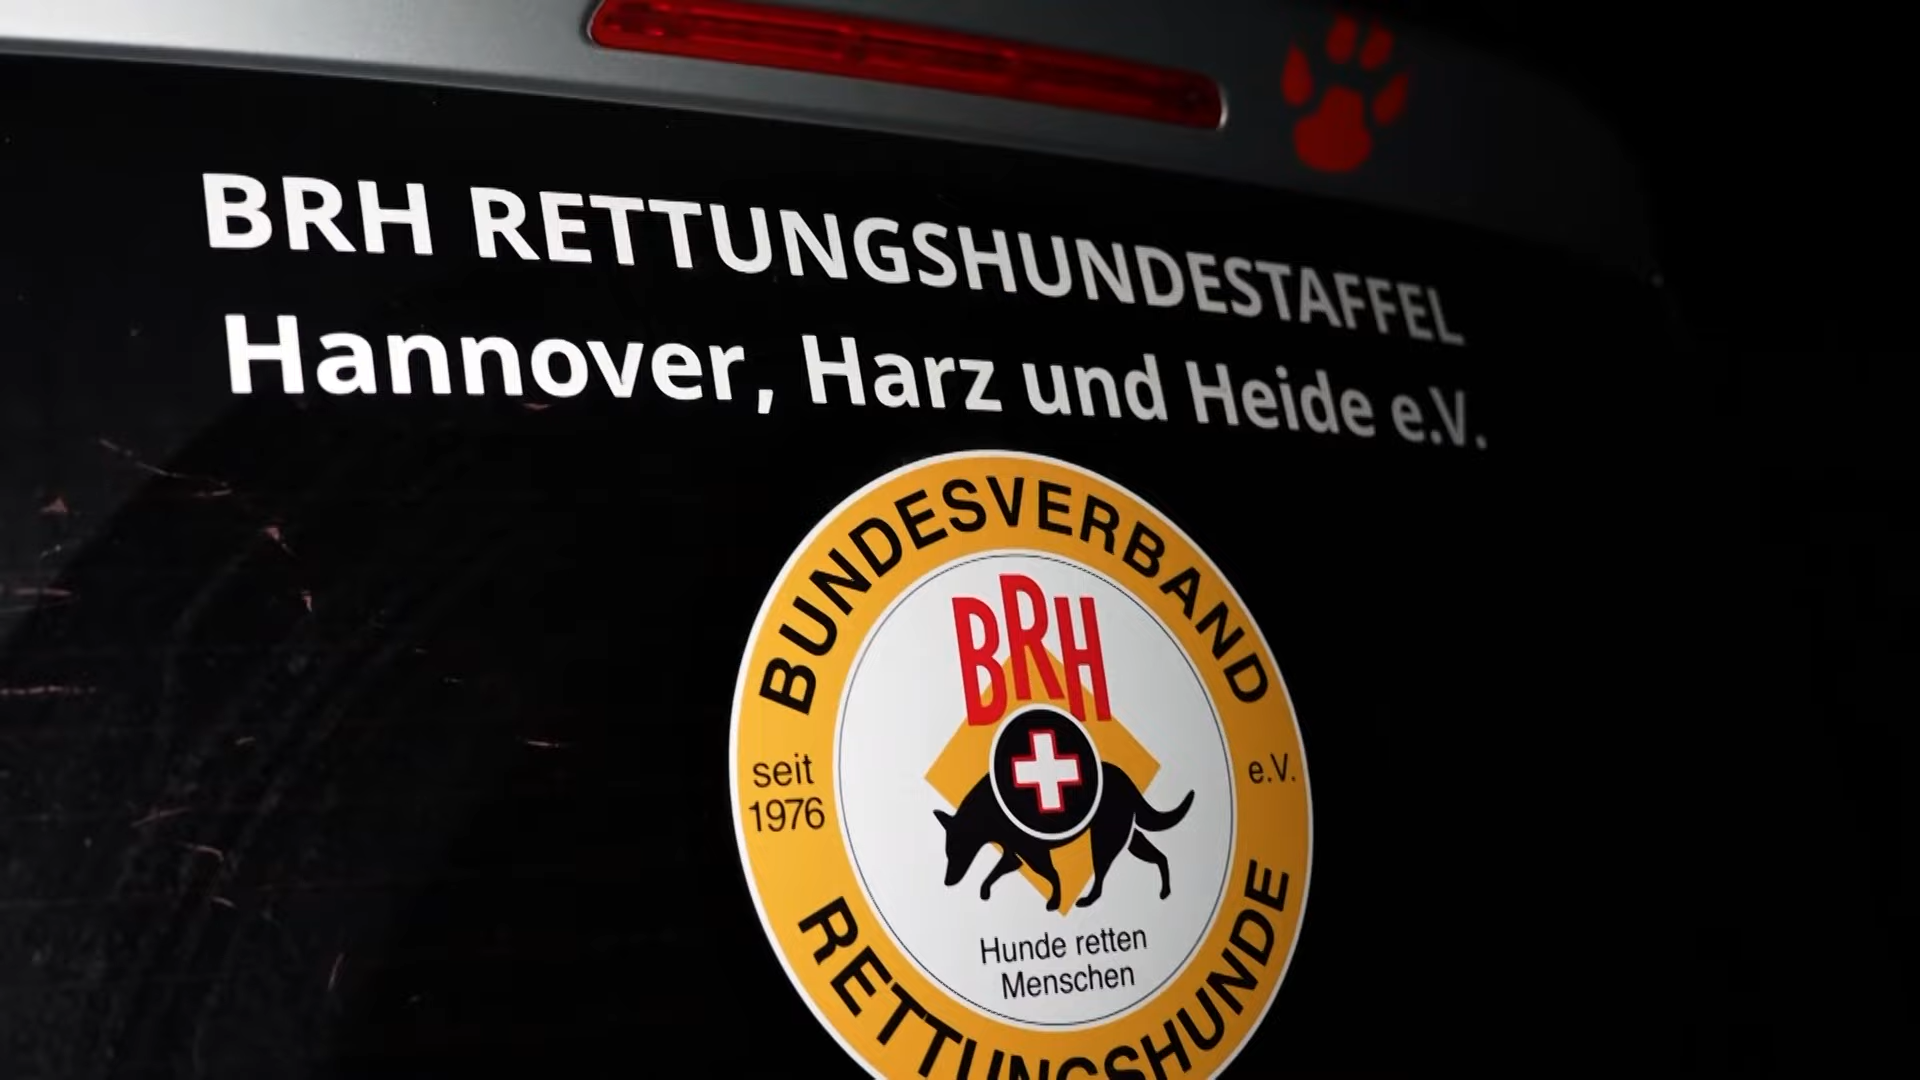 BRH RETTUNGSHUNDESTAFFEL
Hannover, Harz und Heide e.V.
BUNDESVERBAND
BRH
seit
1976
e.V.
Hunde retten
Menschen
RETTUNGSHUNDE